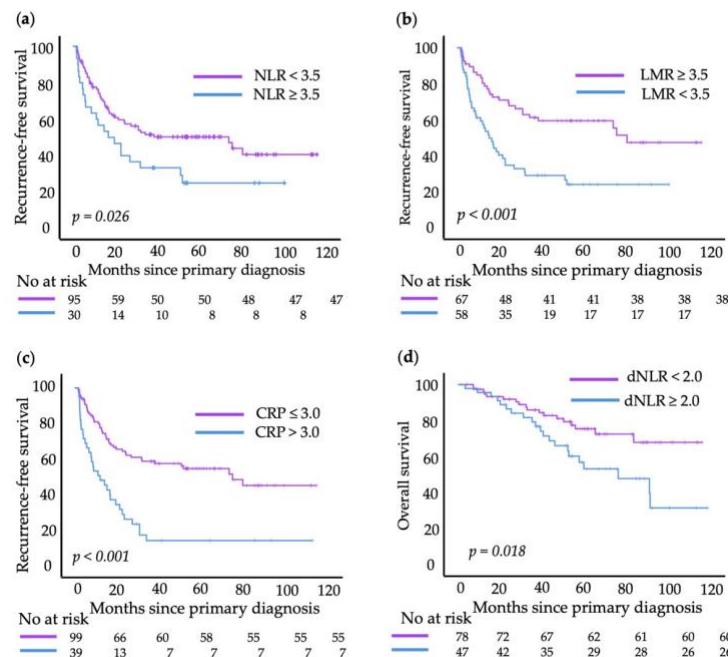 (a)
Recurrence-free survival
100
80
60
40
20
0
NLR < 3.5
NLR ≥ 3.5
p = 0.026
0 20 40 60 80 100 120
Months since primary diagnosis
No at risk
95 59 50 50 48 47 47
30 14 10 8 8 8
(b)
Recurrence-free survival
100
80
60
40
20
0
LMR ≥ 3.5
LMR < 3.5
p < 0.001
0 20 40 60 80 100 120
Months since primary diagnosis
No at risk
67 48 41 41 38 38 38
58 35 19 17 17 17
(c)
Recurrence-free survival
100
80
60
40
20
0
CRP ≤ 3.0
CRP > 3.0
p < 0.001
0 20 40 60 80 100 120
Months since primary diagnosis
No at risk
99 66 60 58 55 55 55
39 13 7 7 7 7 7
(d)
Overall survival
100
80
60
40
20
0
dNLR < 2.0
dNLR ≥ 2.0
p = 0.018
0 20 40 60 80 100 120
Months since primary diagnosis
No at risk
78 72 67 62 61 60
47 42 35 29 28 26